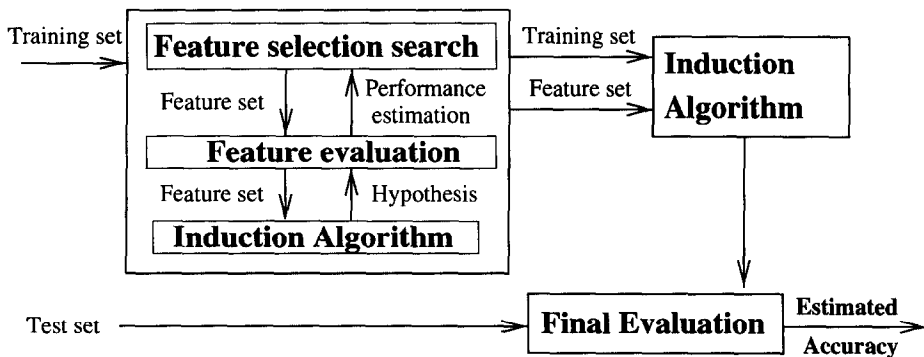 Training set
Feature selection search
Training set
Feature set
Performance
estimation
Feature set
Induction
Algorithm
Feature evaluation
Feature set
Hypothesis
Induction Algorithm
Test set
Final Evaluation
Estimated
Accuracy